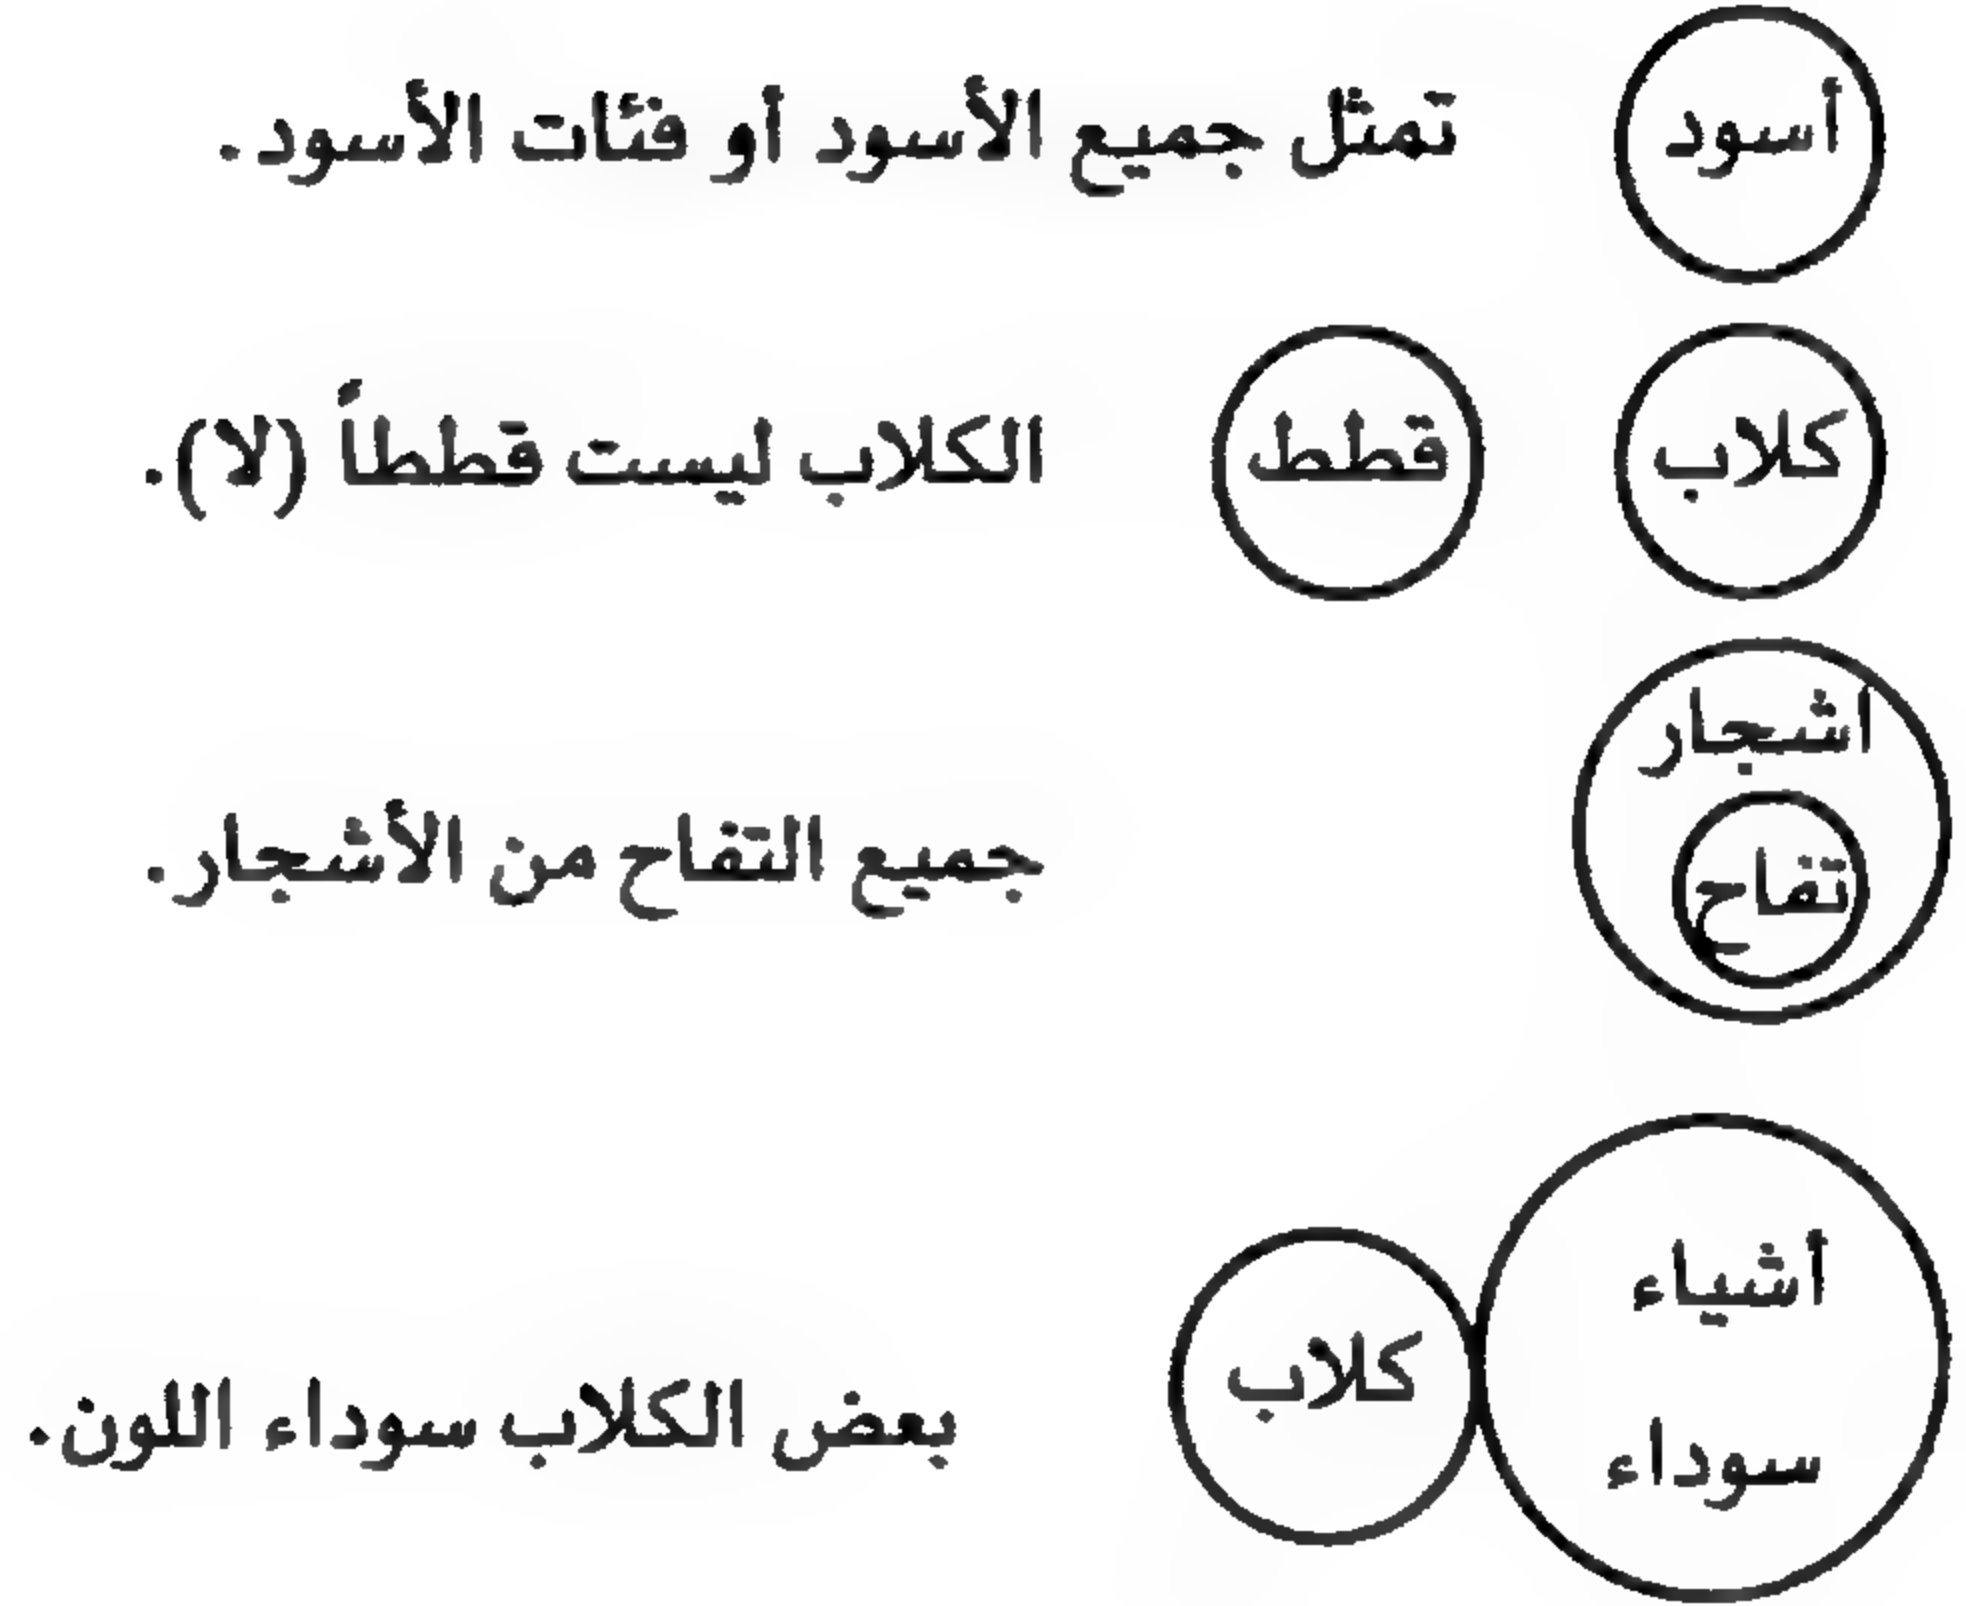 أسود
تمثل جميع الأسود أو فئات الأسود.
كلاب
قطط
الكلاب ليست قططاً (لا).
اشجار
تفاح
جميع التفاح من الأشجار.
أشياء
سوداء
كلاب
بعض الكلاب سوداء اللون.